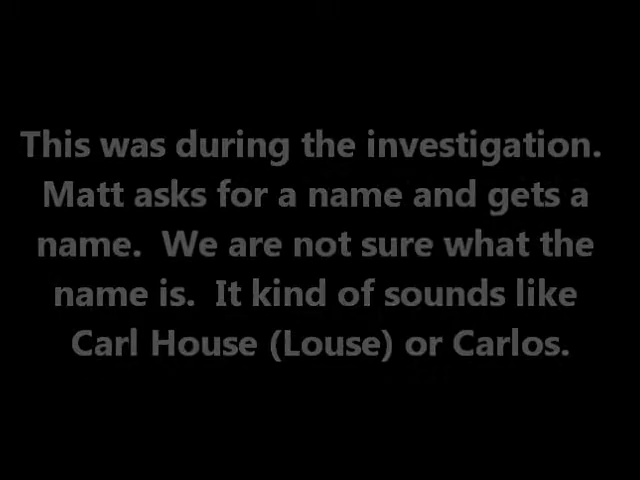 This was during the investigation.
Matt asks for a name and gets a
name.  We are not sure what the
name is.  It kind of sounds like
Carl House (Louse) or Carlos.